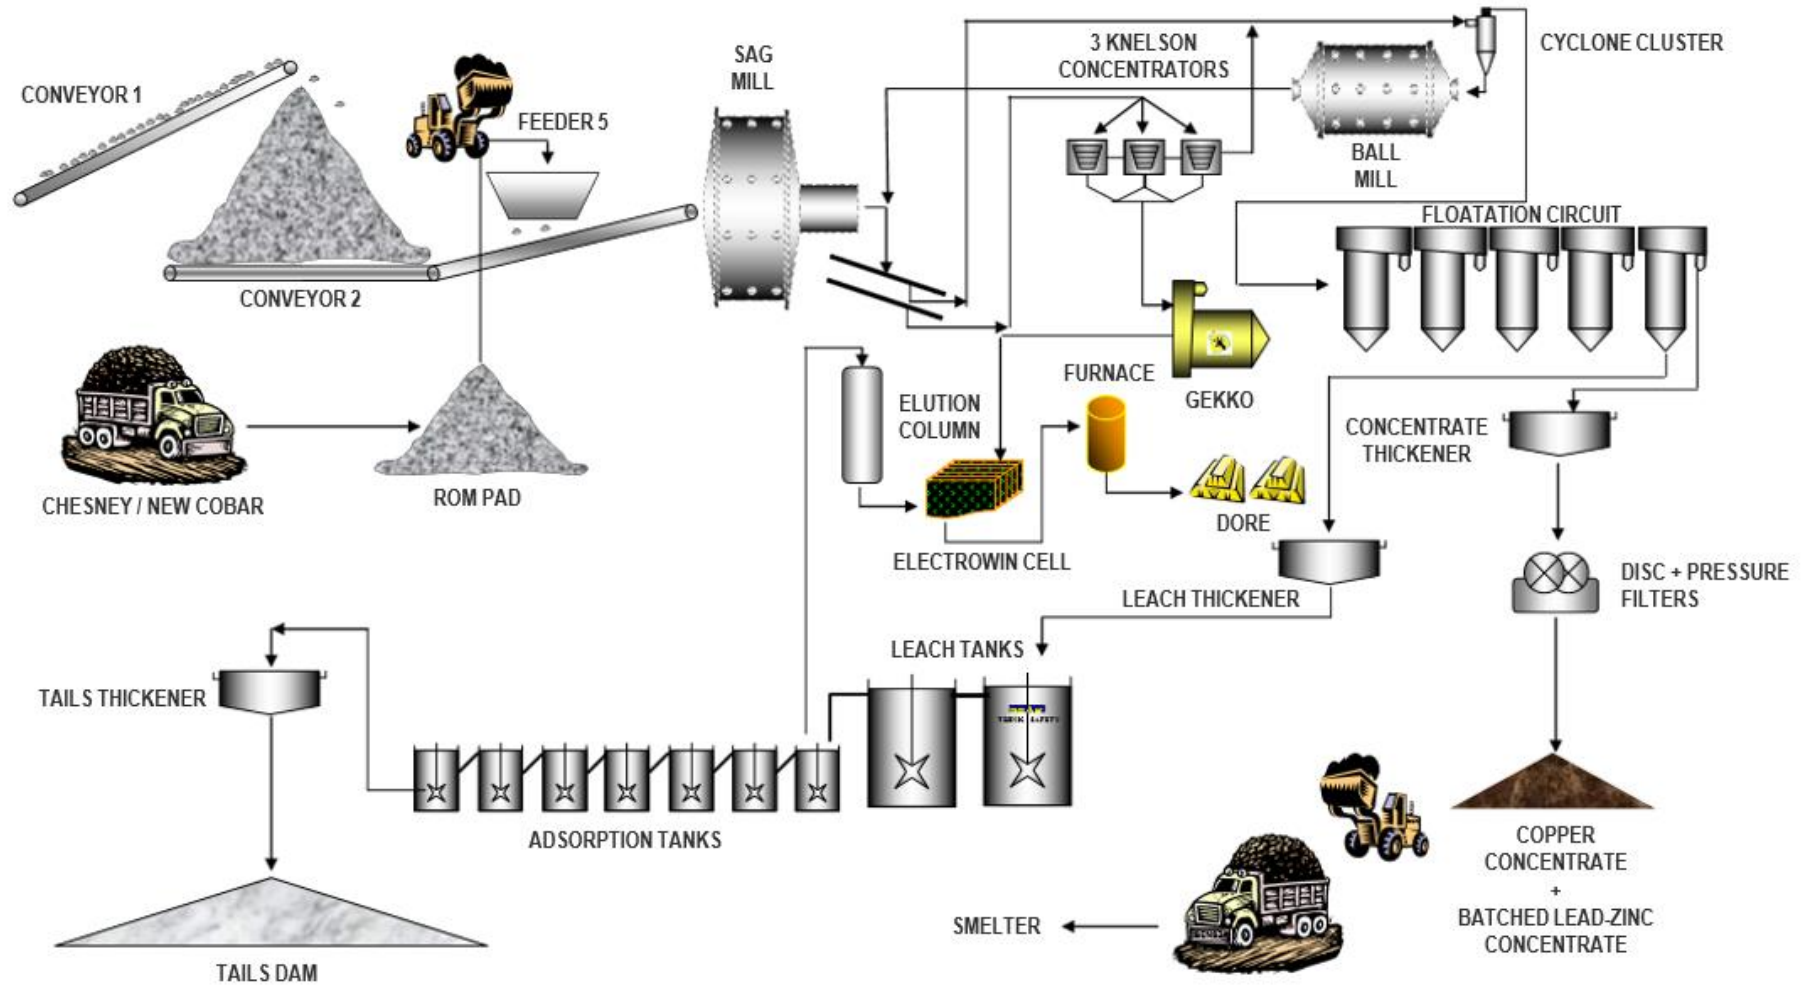 CONVEYOR 1
SAG
MILL
FEEDER 5
3 KNELSON
CONCENTRATORS
CYCLONE CLUSTER
BALL
MILL
FLOATATION CIRCUIT
CONVEYOR 2
CHESNEY / NEW COBAR
ROM PAD
ELUTION
COLUMN
FURNACE
GEKKO
CONCENTRATE
THICKENER
DORE
ELECTROWIN CELL
DISC + PRESSURE
FILTERS
LEACH THICKENER
LEACH TANKS
TAILS THICKENER
ADSORPTION TANKS
COPPER
CONCENTRATE
+
BATCHED LEAD-ZINC
CONCENTRATE
SMELTER
TAILS DAM